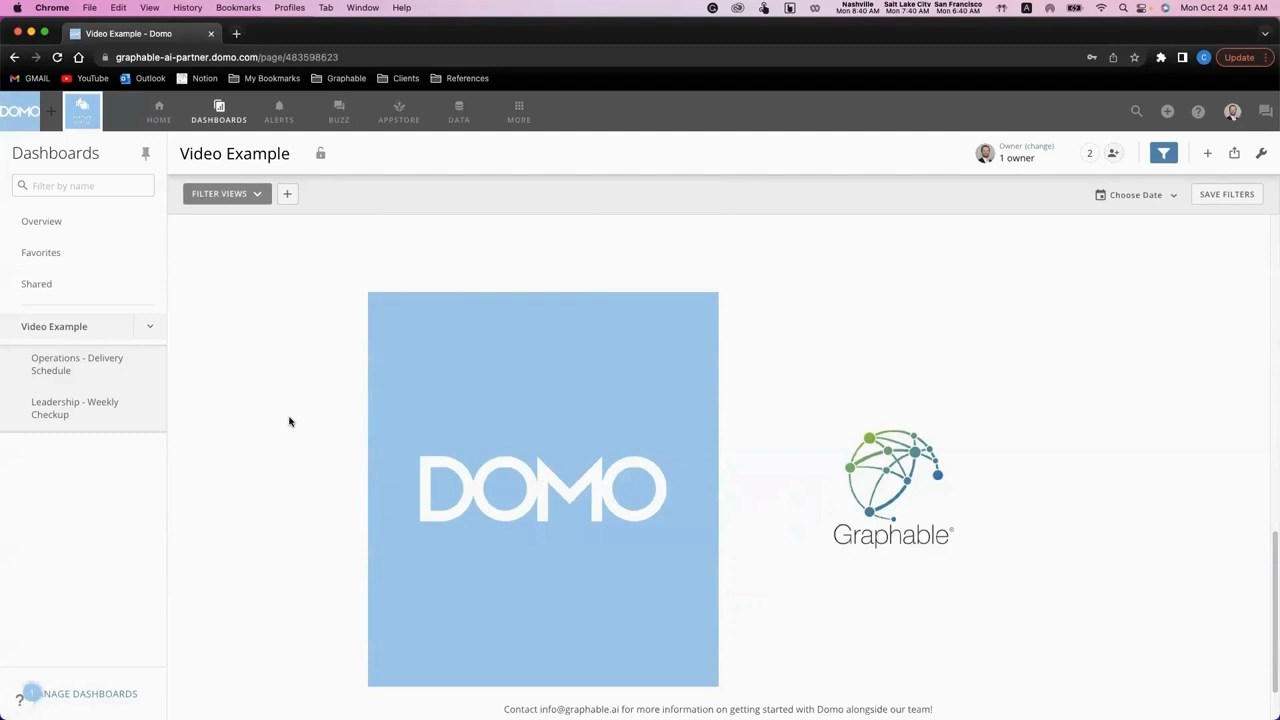 Chrome File Edit View History Bookmarks Profiles Tab Window Help
Nashville Mon 8:40 AM
Salt Lake City Mon 7:40 AM
San Francisco Mon 6:40 AM
Mon Oct 24 9:41 AM
Video Example - Domo
graphable-ai-partner.domo.com/page/483598623
C
Update
GMAIL YouTube Outlook Notion My Bookmarks Graphable Clients References
DOMO
HOME DASHBOARDS ALERTS BUZZ APPSTORE DATA MORE
Dashboards
Filter by name
Overview
Favorites
Shared
Video Example
Operations - Delivery
Schedule
Leadership - Weekly
Checkup
MANAGE DASHBOARDS
?
1
Video Example
Owner (change)
1 owner
2
FILTER VIEWS
Choose Date
SAVE FILTERS
DOMO
Graphable®
Contact info@graphable.ai for more information on getting started with Domo alongside our team!